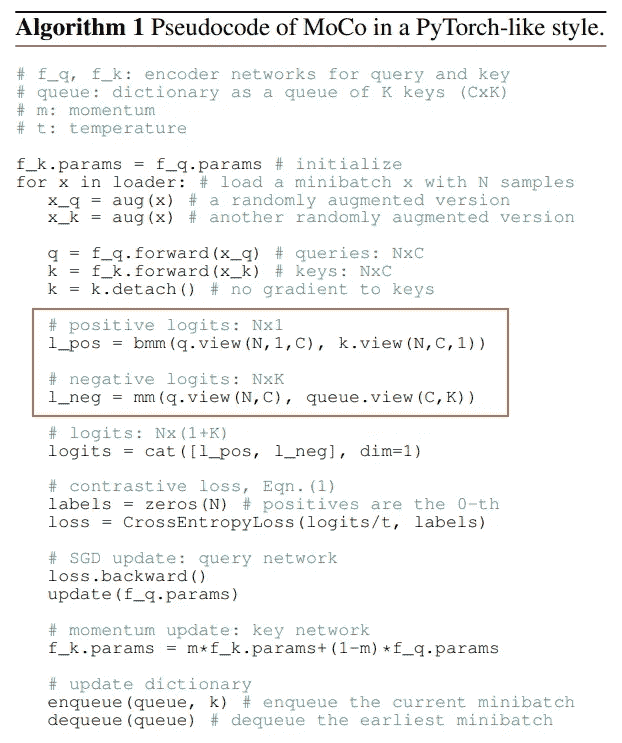 Algorithm 1 Pseudocode of MoCo in a PyTorch-like style.
# f_q, f_k: encoder networks for query and key
# queue: dictionary as a queue of K keys (CxK)
# m: momentum
# t: temperature
f_k.params = f_q.params # initialize
for x in loader: # load a minibatch x with N samples
x_q = aug(x) # a randomly augmented version
x_k = aug(x) # another randomly augmented version
q = f_q.forward(x_q) # queries: NxC
k = f_k.forward(x_k) # keys: NxC
k = k.detach() # no gradient to keys
# positive logits: Nx1
l_pos = bmm(q.view(N,1,C), k.view(N,C,1))
# negative logits: NxK
l_neg = mm(q.view(N,C), queue.view(C,K))
# logits: Nx(1+K)
logits = cat([l_pos, l_neg], dim=1)
# contrastive loss, Eqn.(1)
labels = zeros(N) # positives are the 0-th
loss = CrossEntropyLoss(logits/t, labels)
# SGD update: query network
loss.backward()
update(f_q.params)
# momentum update: key network
f_k.params = m*f_k.params+(1-m)*f_q.params
# update dictionary
enqueue(queue, k) # enqueue the current minibatch
dequeue(queue) # dequeue the earliest minibatch